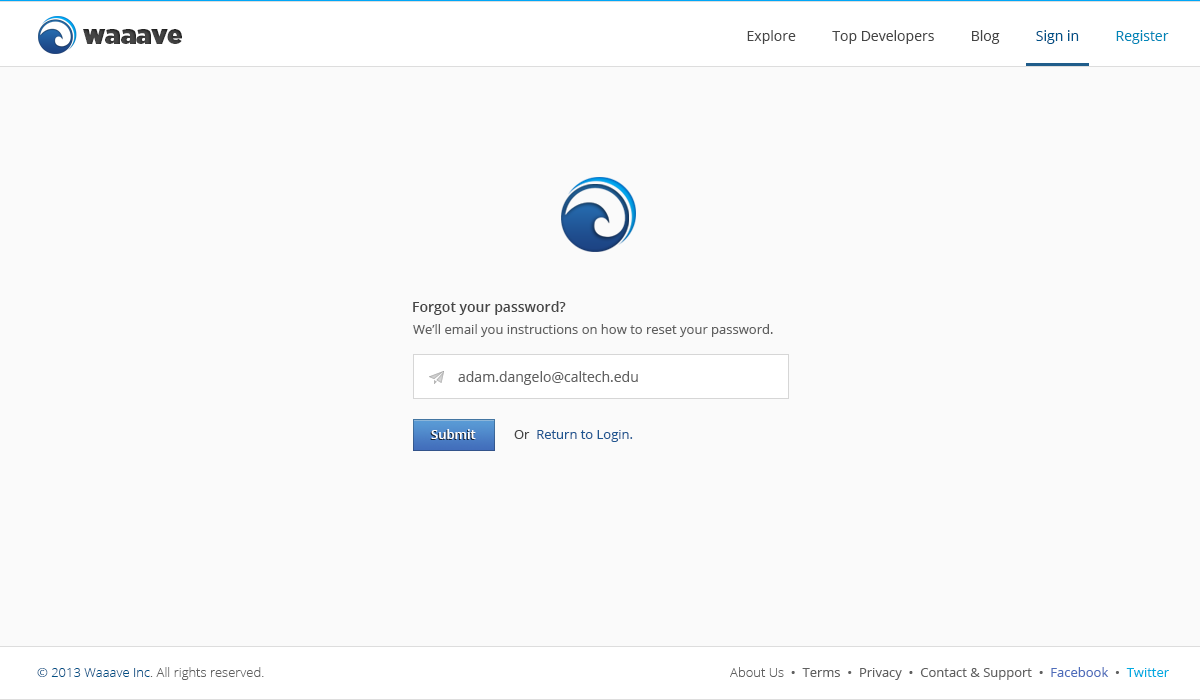 waaave
Explore Top Developers Blog Sign in Register
Forgot your password?
We'll email you instructions on how to reset your password.
adam.dangelo@caltech.edu
Submit Or Return to Login.
© 2013 Waaave Inc. All rights reserved.
About Us • Terms • Privacy • Contact & Support • Facebook • Twitter